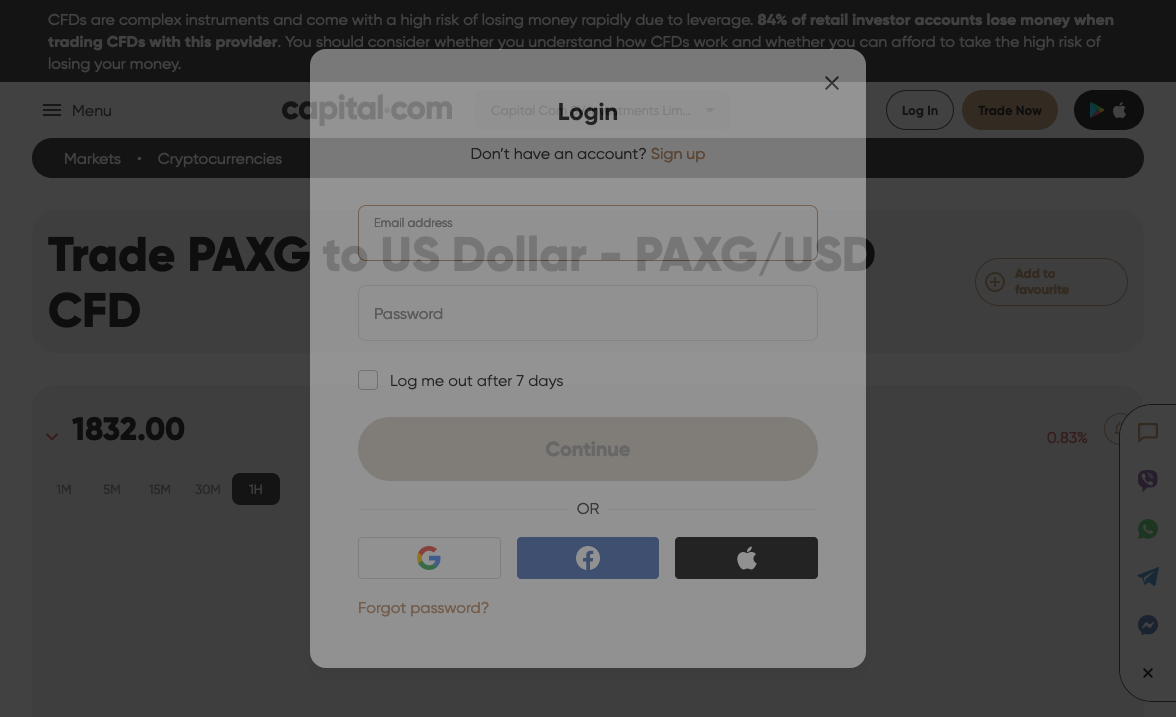 CFDs are complex instruments and come with a high risk of losing money rapidly due to leverage. 84% of retail investor accounts lose money when
trading CFDs with this provider. You should consider whether you understand how CFDs work and whether you can afford to take the high risk of
losing your money.
Menu
capital.com
Capital Com
tments Lim...
Log In
Trade Now
Login
Markets
Cryptocurrencies
Don't have an account? Sign up
Email address
Trade PAXG to US Dollar - PAXG/USD
CFD
Add to
favourite
Password
Log me out after 7 days
1832.00
0.83%
Continue
1M 5M 15M 30M 1H
OR
Forgot password?